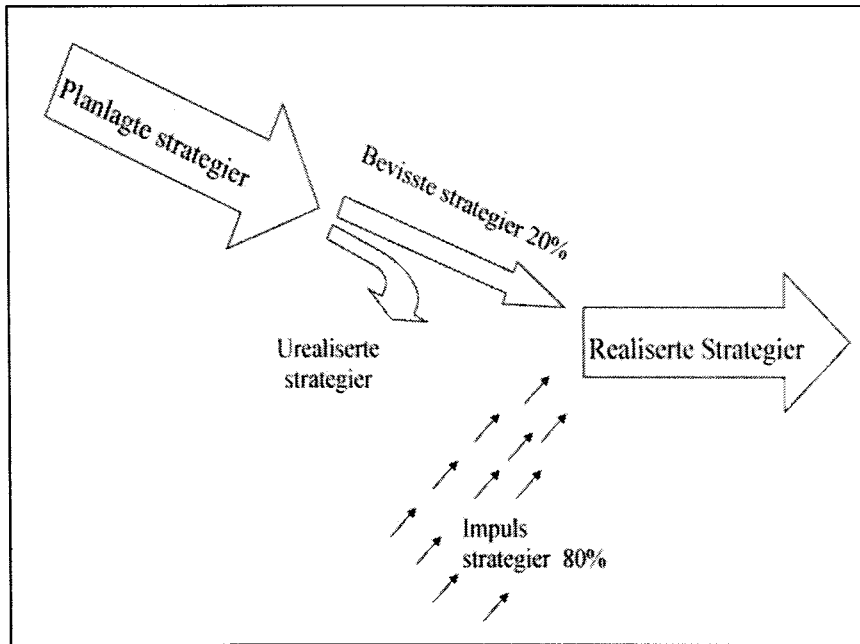 Planlagte strategier
Bevisste strategier 20%
Urealiserte
strategier
Realiserte Strategier
Impuls
strategier 80%